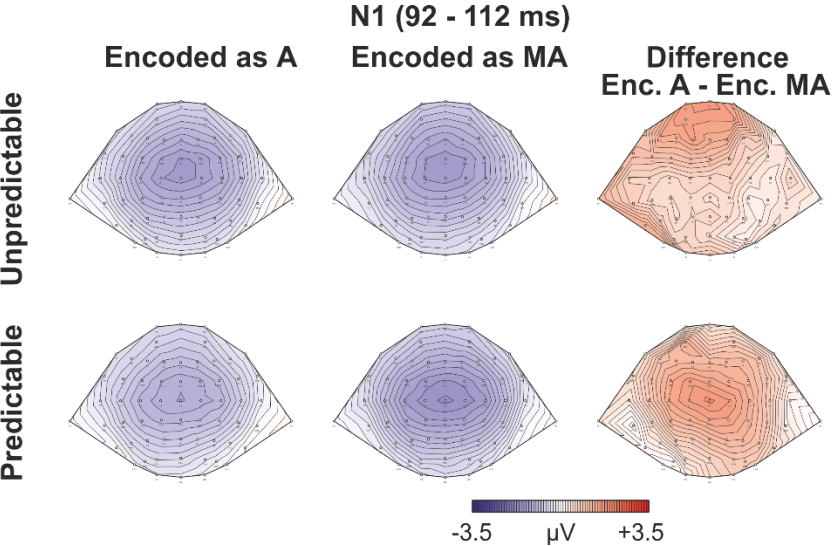 N1 (92 - 112 ms)
Encoded as A
Encoded as MA
Difference
Enc. A - Enc. MA
Unpredictable
Predictable
-3.5
µV
+3.5